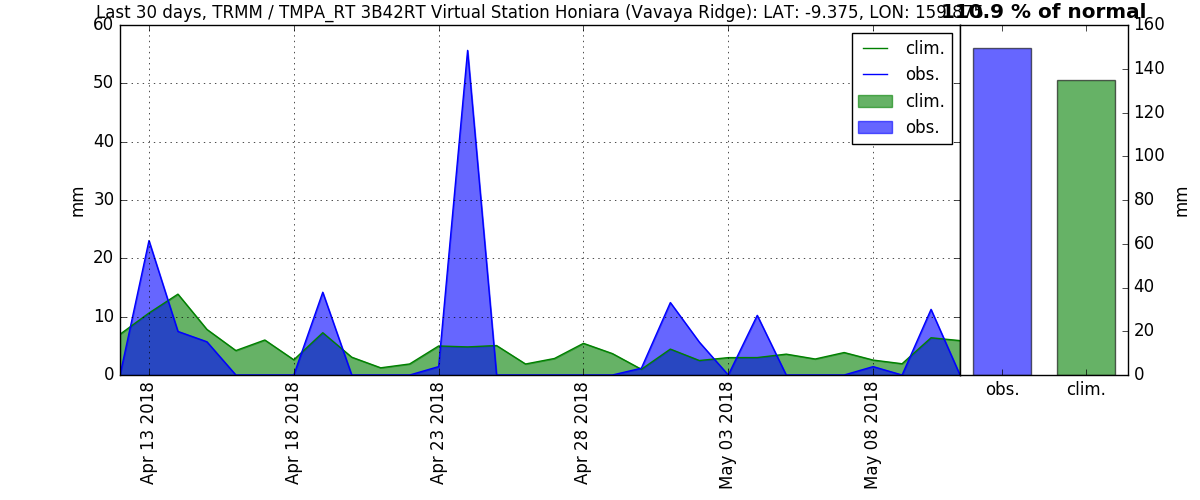 Last 30 days, TRMM / TMPA_RT 3B42RT Virtual Station Honiara (Vavaya Ridge): LAT: -9.375, LON: 159.875
110.9 % of normal
60
50
40
30
20
10
0
mm
clim.
obs.
clim.
obs.
160
140
120
100
80
60
40
20
0
mm
obs.
clim.
Apr 13 2018
Apr 18 2018
Apr 23 2018
Apr 28 2018
May 03 2018
May 08 2018